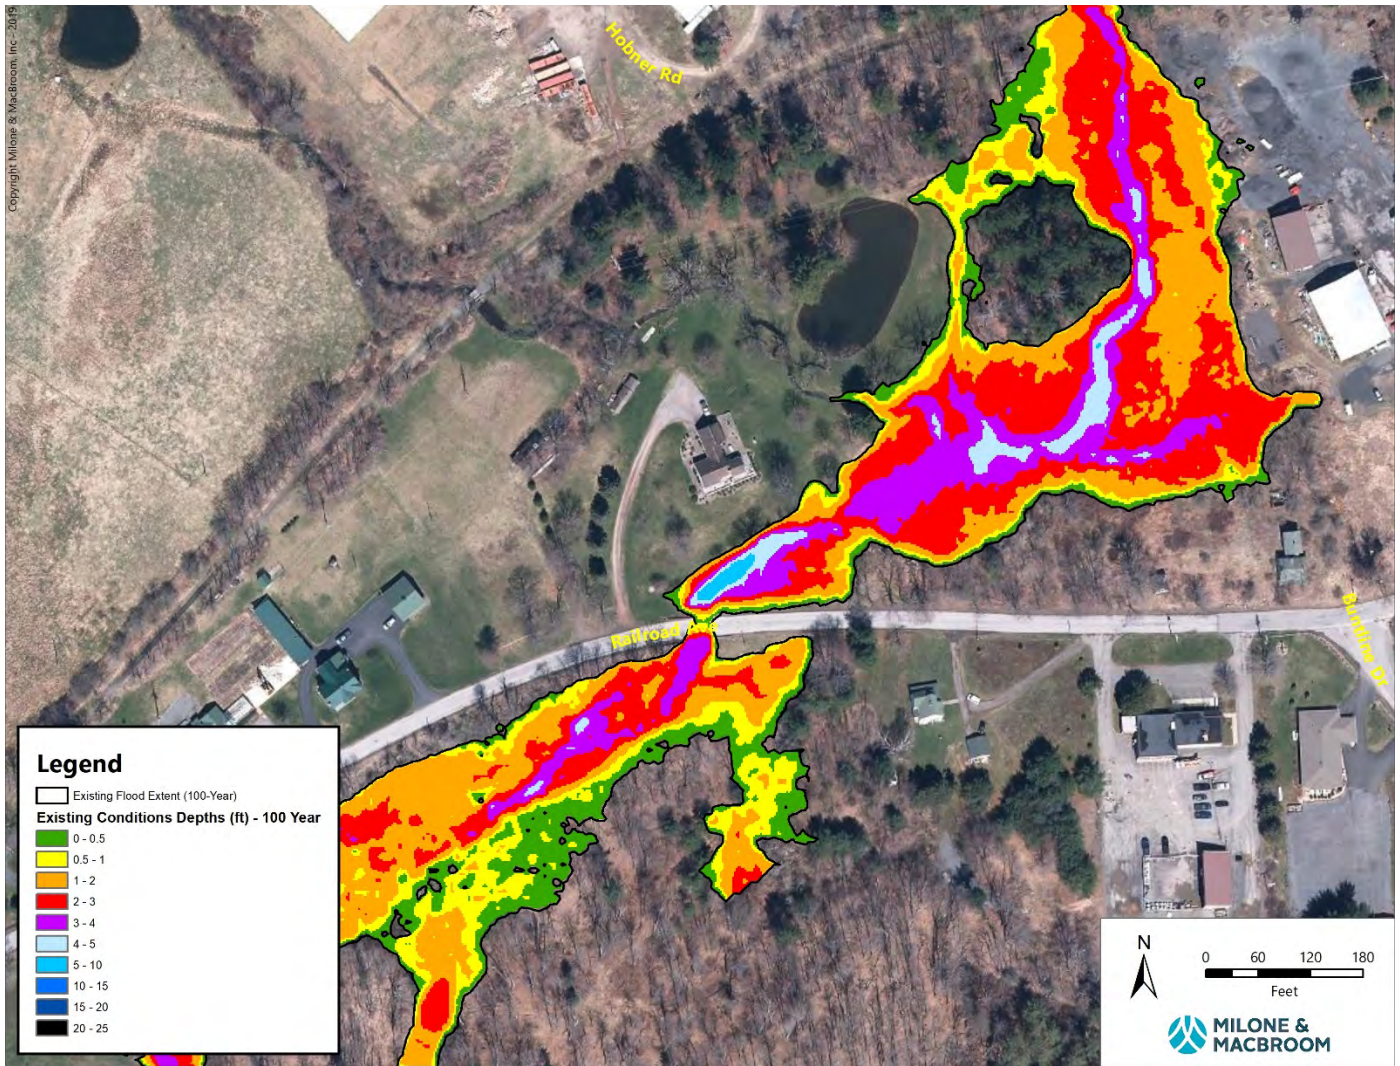 Copyright Milone & MacBroom, Inc - 2019
Hobner Rd
Railroad Ave
Bundline Dr
Legend
Existing Flood Extent (100-Year)
Existing Conditions Depths (ft) - 100 Year
0 - 0.5
0.5 - 1
1 - 2
2 - 3
3 - 4
4 - 5
5 - 10
10 - 15
15 - 20
20 - 25
N
0 60 120 180
Feet
MILONE &
MACBROOM